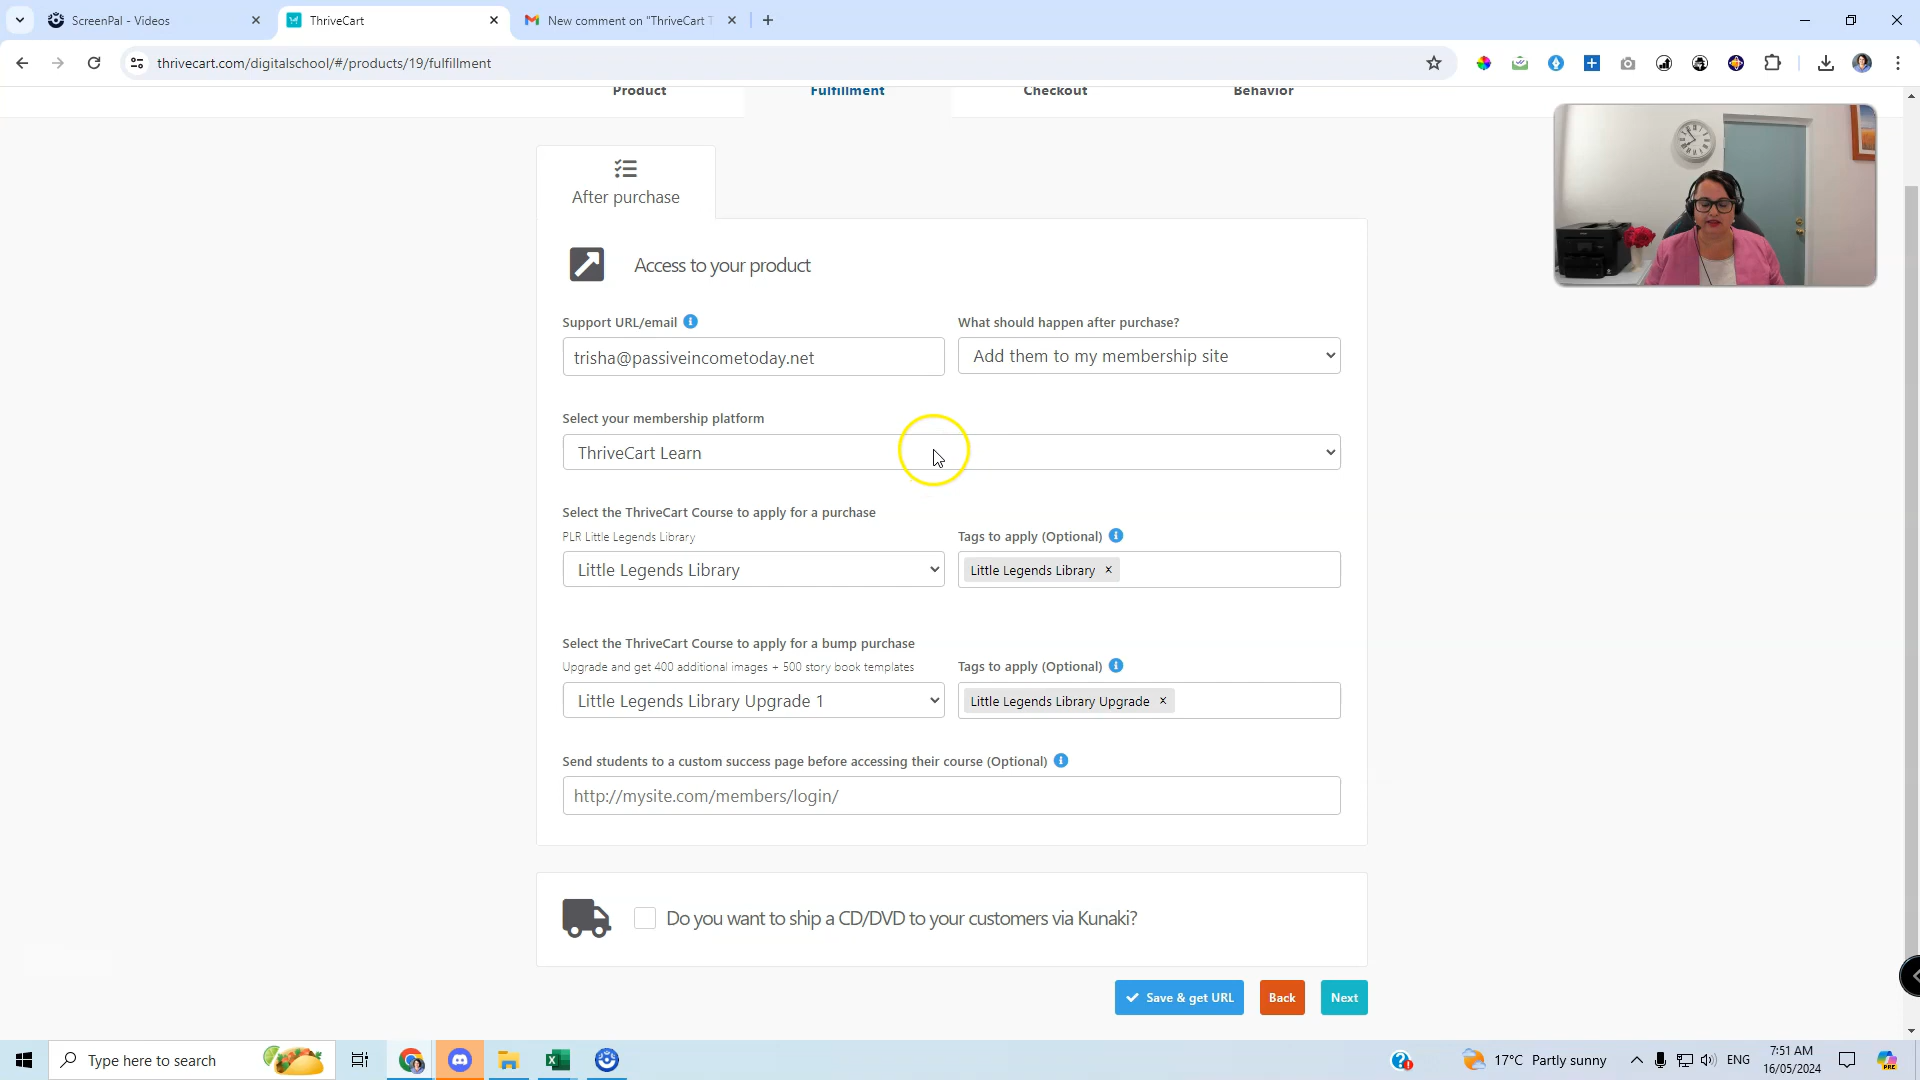 ScreenPal - Videos
ThriveCart
New comment on "ThriveCart T
thrivecart.com/digitalschool/#/products/19/fulfillment
Product
Fulfillment
Checkout
Behavior
After purchase
Access to your product
Support URL/email
What should happen after purchase?
trisha@passiveincometoday.net
Add them to my membership site
Select your membership platform
ThriveCart Learn
Select the ThriveCart Course to apply for a purchase
PLR Little Legends Library
Tags to apply (Optional)
Little Legends Library
Little Legends Library ×
Select the ThriveCart Course to apply for a bump purchase
Upgrade and get 400 additional images + 500 story book templates
Tags to apply (Optional)
Little Legends Library Upgrade 1
Little Legends Library Upgrade ×
Send students to a custom success page before accessing their course (Optional)
http://mysite.com/members/login/
Do you want to ship a CD/DVD to your customers via Kunaki?
Save & get URL
Back
Next
Type here to search
17°C Partly sunny
ENG
7:51 AM
16/05/2024